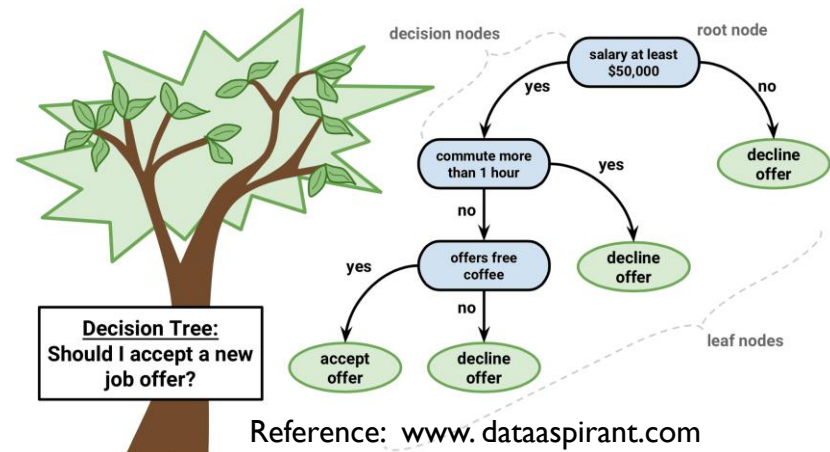 decision nodes
root node
salary at least
$50,000
yes
no
commute more
than 1 hour
yes
decline
offer
no
offers free
coffee
decline
offer
yes
no
leaf nodes
Decision Tree:
Should I accept a new
job offer?
accept
offer
decline
offer
Reference: www. dataaspirant.com